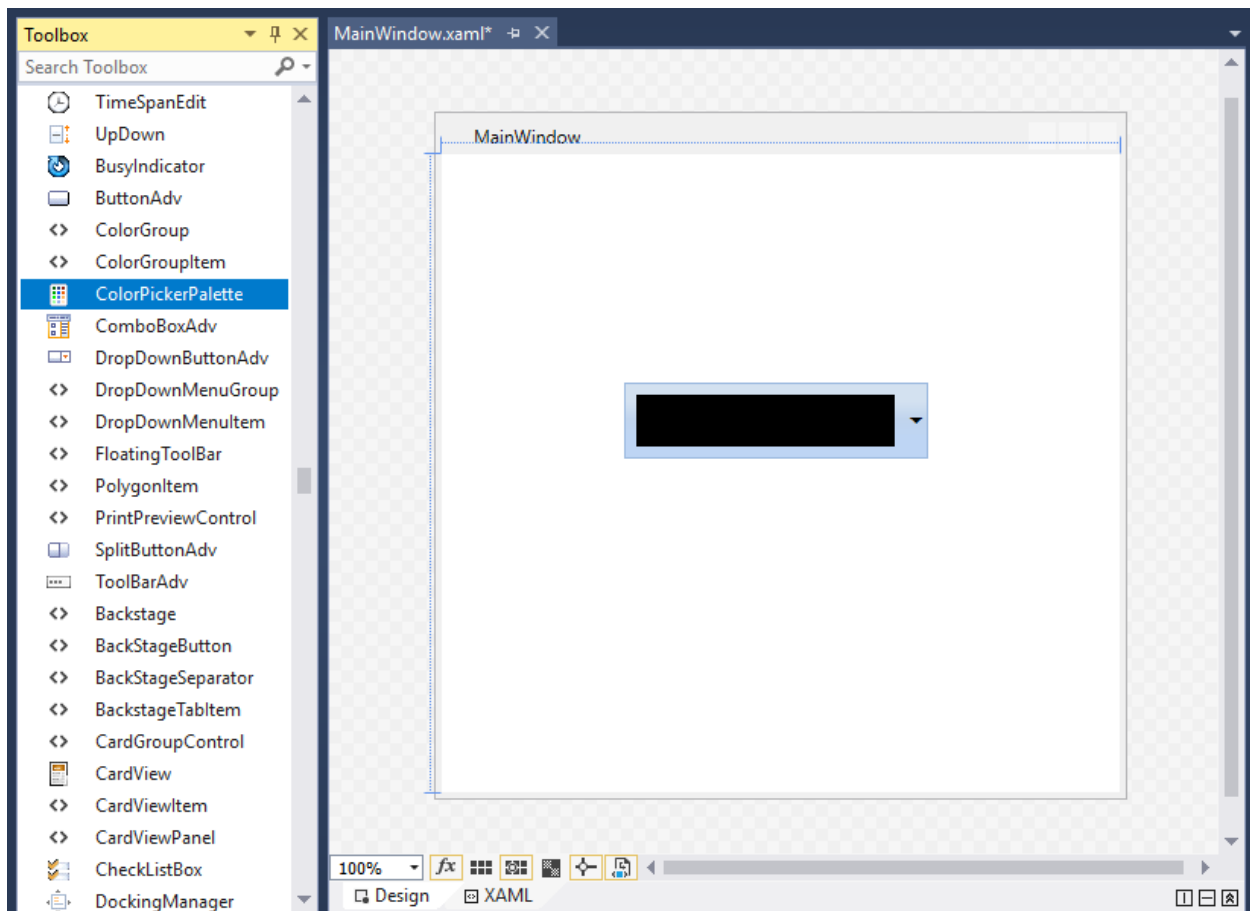 Toolbox
Search Toolbox
TimeSpanEdit
UpDown
BusyIndicator
ButtonAdv
ColorGroup
ColorGroupItem
ColorPickerPalette
ComboBoxAdv
DropDownButtonAdv
DropDownMenuGroup
DropDownMenuItem
FloatingToolBar
PolygonItem
PrintPreviewControl
SplitButtonAdv
ToolBarAdv
Backstage
BackStageButton
BackStageSeparator
BackstageTabItem
CardGroupControl
CardView
CardViewItem
CardViewPanel
CheckListBox
DockingManager
MainWindow.xaml*
MainWindow
100%
fx
Design
XAML